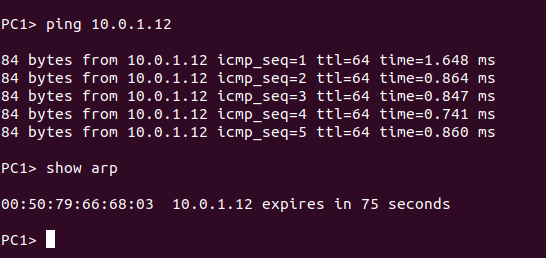 PC1> ping 10.0.1.12
84 bytes from 10.0.1.12 icmp_seq=1 ttl=64 time=1.648 ms
84 bytes from 10.0.1.12 icmp_seq=2 ttl=64 time=0.864 ms
84 bytes from 10.0.1.12 icmp_seq=3 ttl=64 time=0.847 ms
84 bytes from 10.0.1.12 icmp_seq=4 ttl=64 time=0.741 ms
84 bytes from 10.0.1.12 icmp_seq=5 ttl=64 time=0.860 ms
PC1> show arp
00:50:79:66:68:03  10.0.1.12 expires in 75 seconds
PC1>